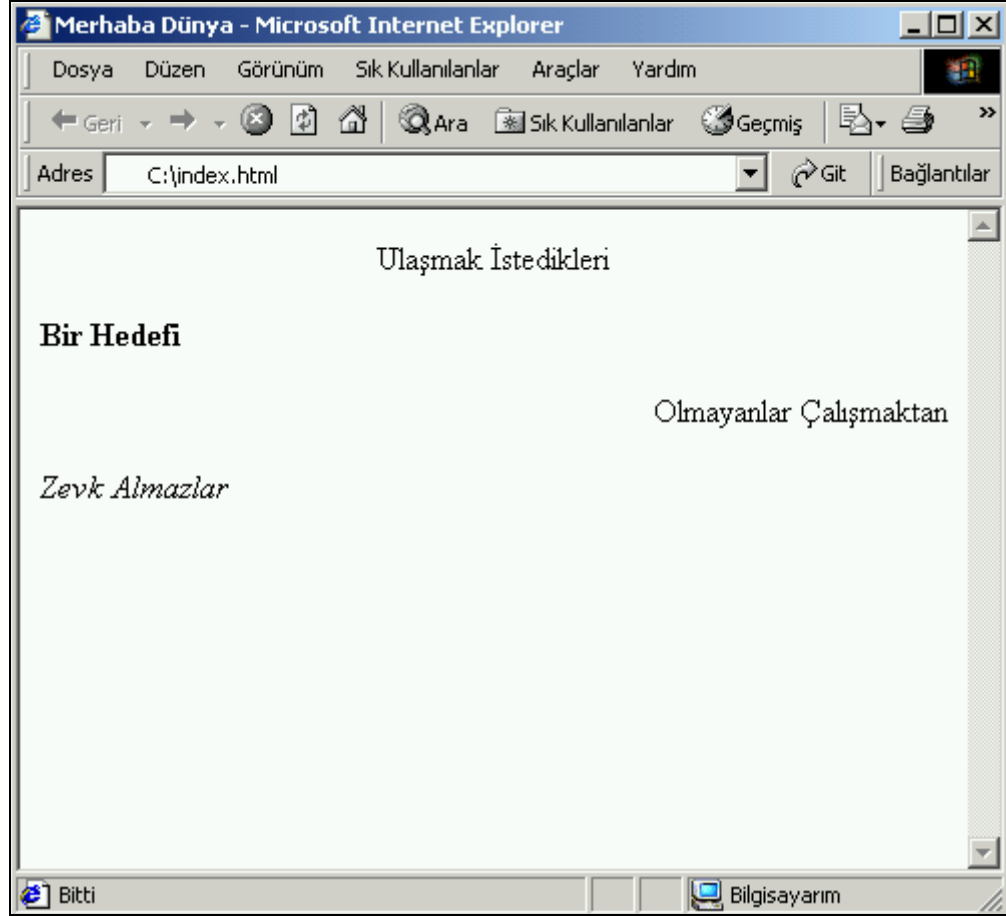 Merhaba Dünya - Microsoft Internet Explorer
Dosya Düzen Görünüm Sık Kullanılanlar Araçlar Yardım
Geri Ara Sık Kullanılanlar Geçmiş »
Adres C:\index.html Git Bağlantılar
Ulaşmak İstedikleri
Bir Hedefi
Olmayanlar Çalışmaktan
Zevk Almazlar
Bitti Bilgisayarım